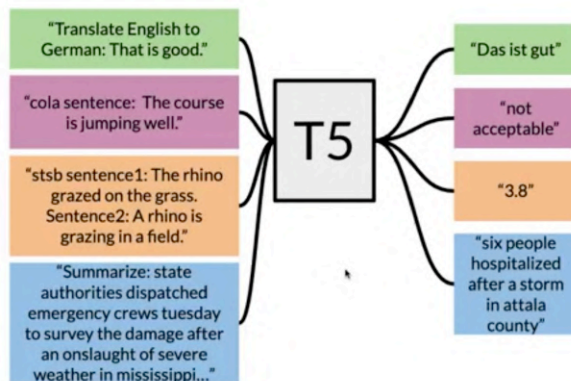 “Translate English to
German: That is good.”
“cola sentence: The course
is jumping well.”
“stsb sentence1: The rhino
grazed on the grass.
Sentence2: A rhino is
grazing in a field.”
“Summarize: state
authorities dispatched
emergency crews tuesday
to survey the damage after
an onslaught of severe
weather in mississippi...”
T5
“Das ist gut”
“not
acceptable”
“3.8”
“six people
hospitalized
after a storm
in attala
county”